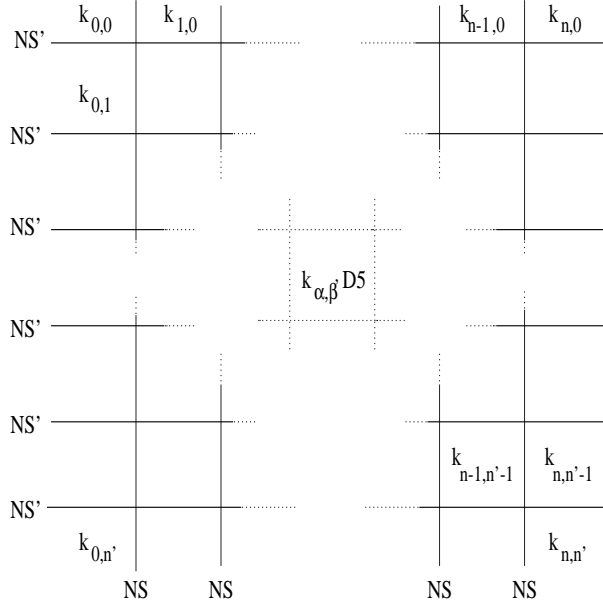 k0,0 k1,0 kn-1,0 kn,0
NS'
k0,1
NS'
NS'
kα,β' D5
NS'
NS'
kn-1,n'-1 kn,n'-1
NS'
k0,n' kn,n'
NS NS NS NS